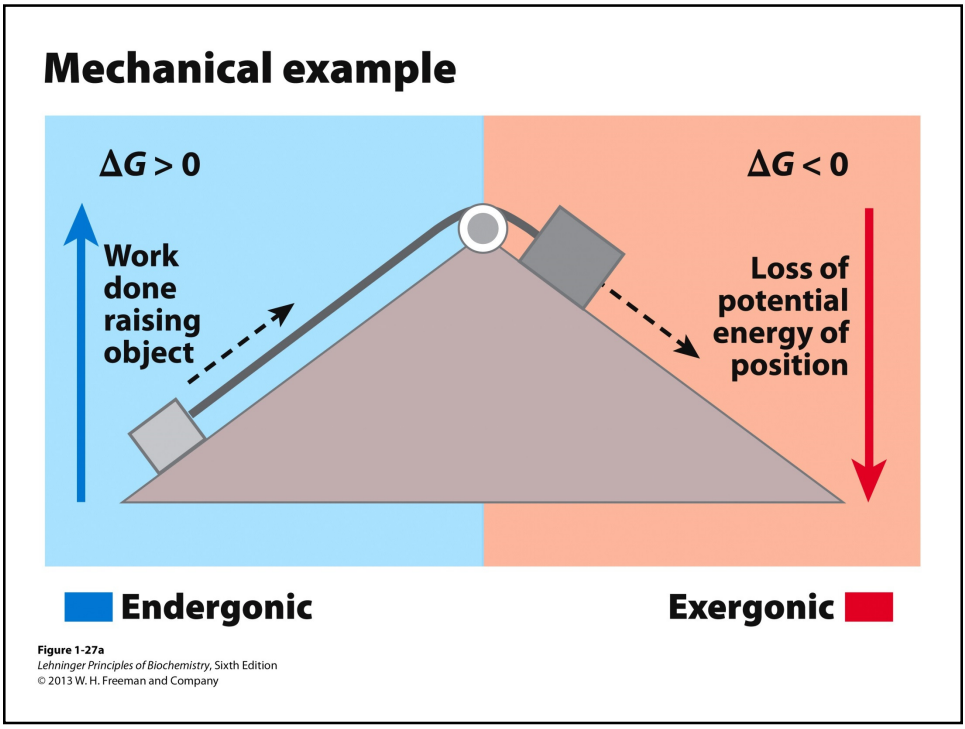 Mechanical example
ΔG > 0
Work
done
raising
object
ΔG < 0
Loss of
potential
energy of
position
Endergonic
Exergonic
Figure 1-27a
Lehninger Principles of Biochemistry, Sixth Edition
© 2013 W. H. Freeman and Company